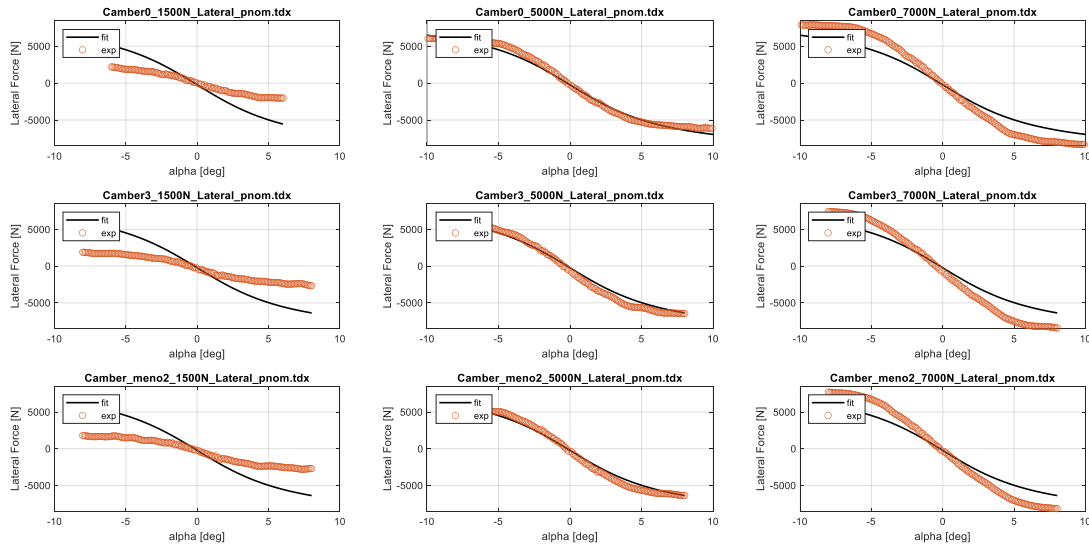 Camber0_1500N_Lateral_pnom.tdx
Lateral Force [N]
5000
0
-5000
fit
exp
-10
-5
0
5
10
alpha [deg]
Camber0_5000N_Lateral_pnom.tdx
Lateral Force [N]
5000
0
-5000
fit
exp
-10
-5
0
5
10
alpha [deg]
Camber0_7000N_Lateral_pnom.tdx
Lateral Force [N]
5000
0
-5000
fit
exp
-10
-5
0
5
10
alpha [deg]
Camber3_1500N_Lateral_pnom.tdx
Lateral Force [N]
5000
0
-5000
fit
exp
-10
-5
0
5
10
alpha [deg]
Camber3_5000N_Lateral_pnom.tdx
Lateral Force [N]
5000
0
-5000
fit
exp
-10
-5
0
5
10
alpha [deg]
Camber3_7000N_Lateral_pnom.tdx
Lateral Force [N]
5000
0
-5000
fit
exp
-10
-5
0
5
10
alpha [deg]
Camber_meno2_1500N_Lateral_pnom.tdx
Lateral Force [N]
5000
0
-5000
fit
exp
-10
-5
0
5
10
alpha [deg]
Camber_meno2_5000N_Lateral_pnom.tdx
Lateral Force [N]
5000
0
-5000
fit
exp
-10
-5
0
5
10
alpha [deg]
Camber_meno2_7000N_Lateral_pnom.tdx
Lateral Force [N]
5000
0
-5000
fit
exp
-10
-5
0
5
10
alpha [deg]